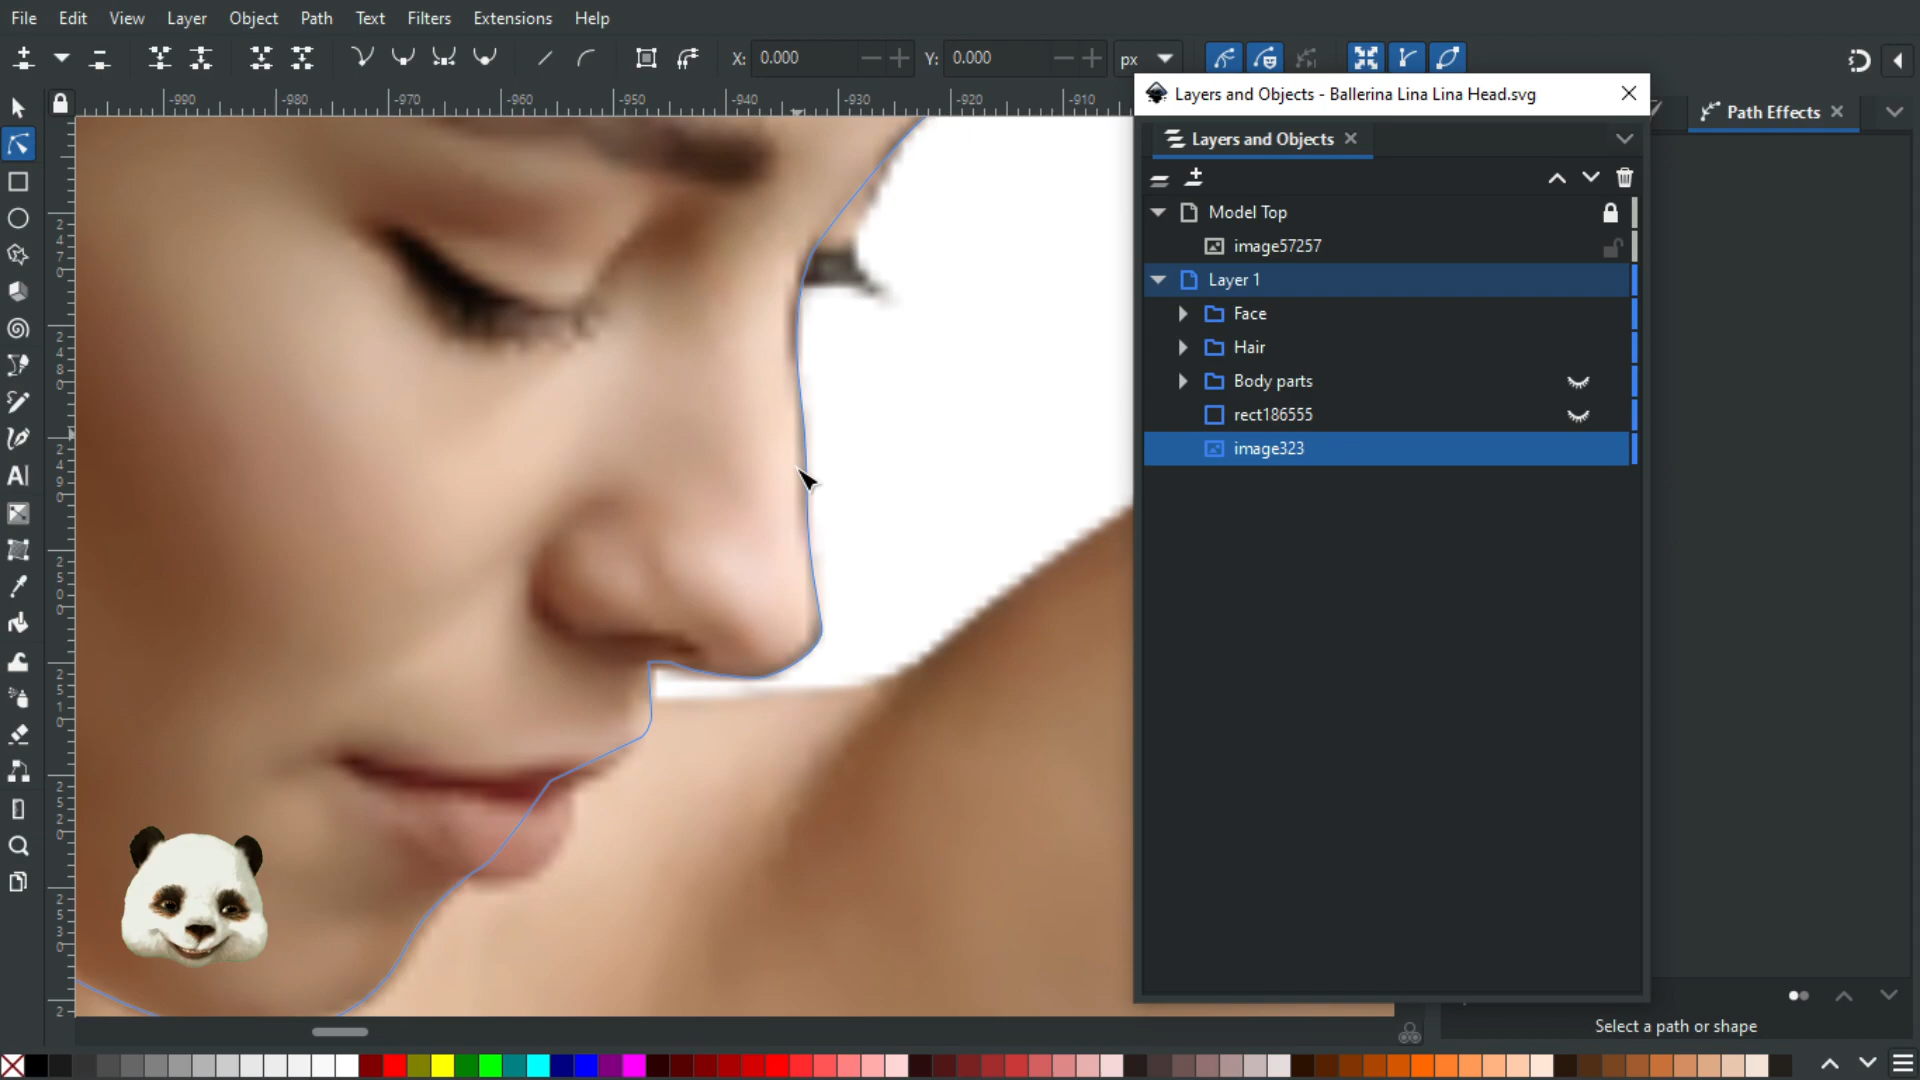 File Edit View Layer Object Path Text Filters Extensions Help
X: 0.000 Y: 0.000 px
Layers and Objects - Ballerina Lina Lina Head.svg
Path Effects
-990 -980 -970 -960 -950 -940 -930 -920 -910
Layers and Objects
Model Top
image57257
Layer 1
Face
Hair
Body parts
rect186555
image323
Select a path or shape